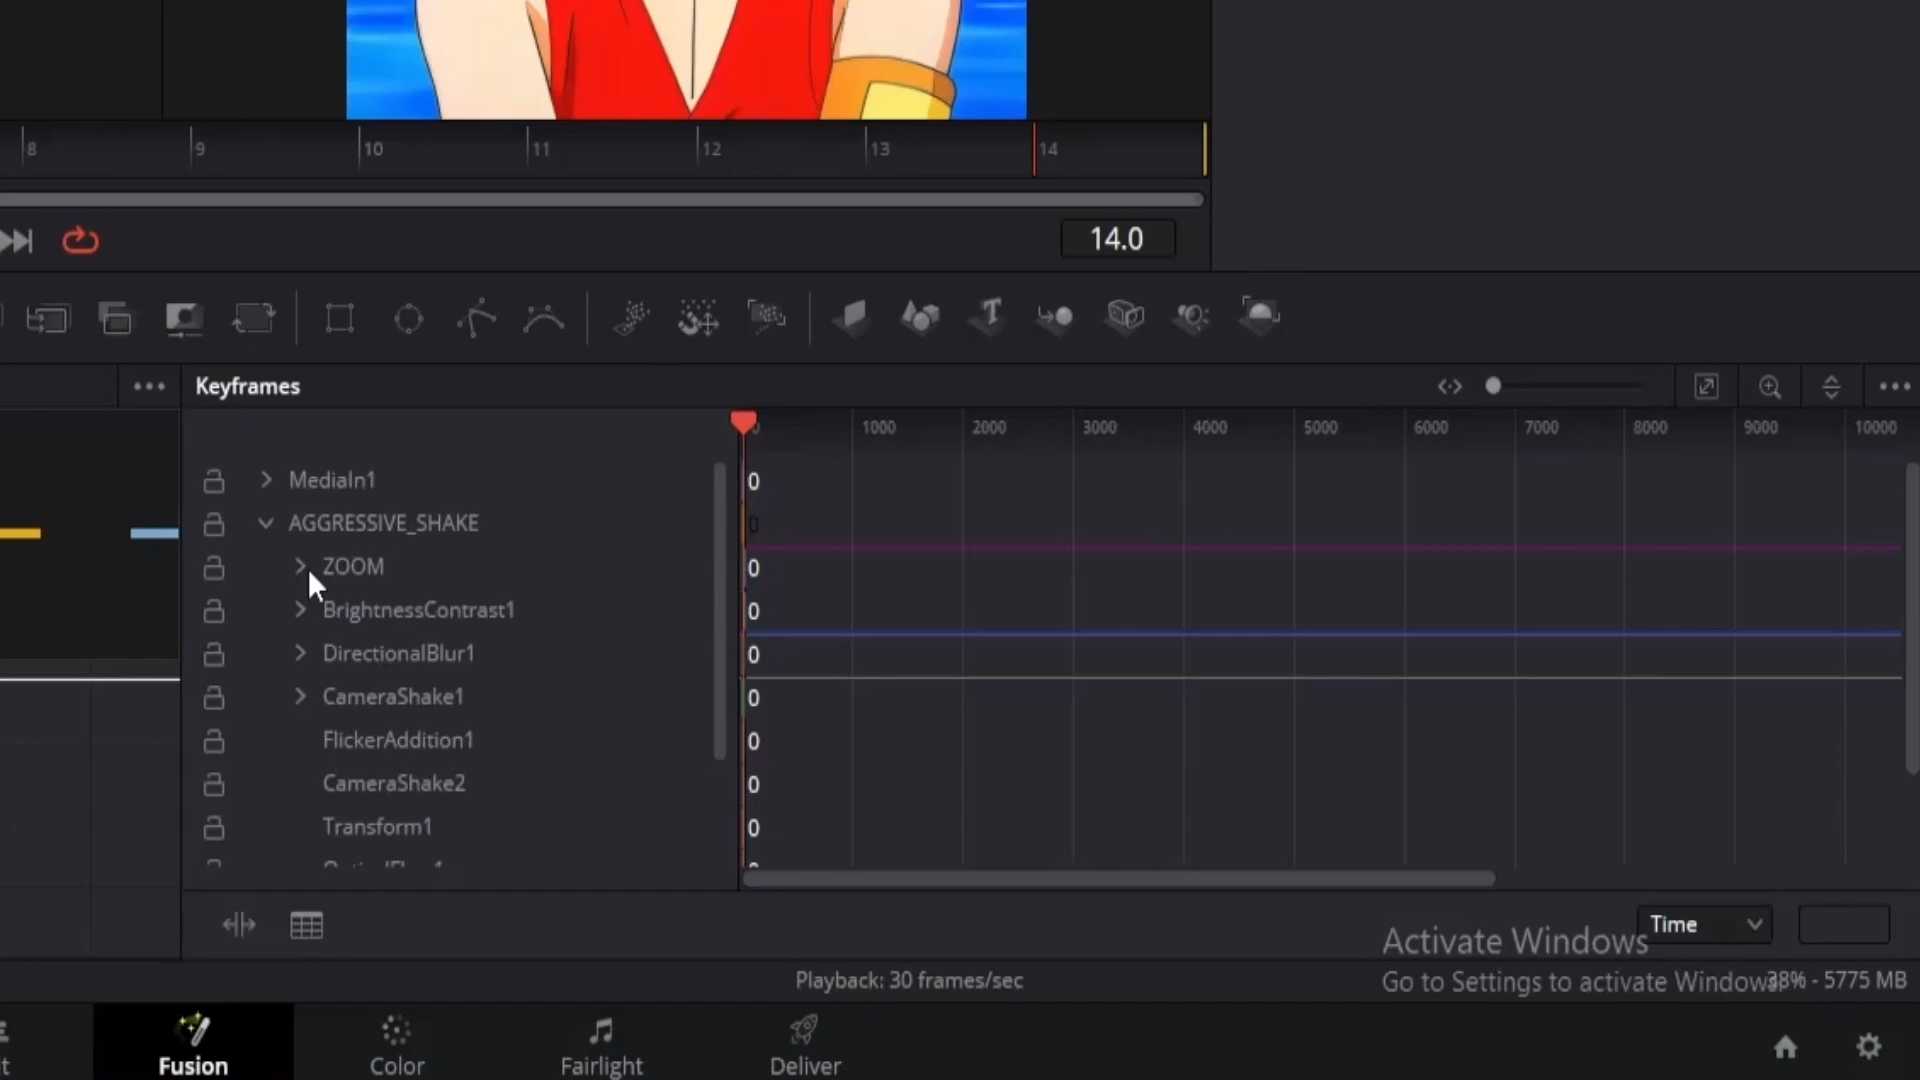 8 9 10 11 12 13 14
14.0
Keyframes
0 1000 2000 3000 4000 5000 6000 7000 8000 9000 10000
MediaIn1 0
AGGRESSIVE_SHAKE 0
ZOOM 0
BrightnessContrast1 0
DirectionalBlur1 0
CameraShake1 0
FlickerAddition1 0
CameraShake2 0
Transform1 0
Time
Activate Windows
Go to Settings to activate Windows.
Playback: 30 frames/sec
38% - 5775 MB
Fusion
Color
Fairlight
Deliver